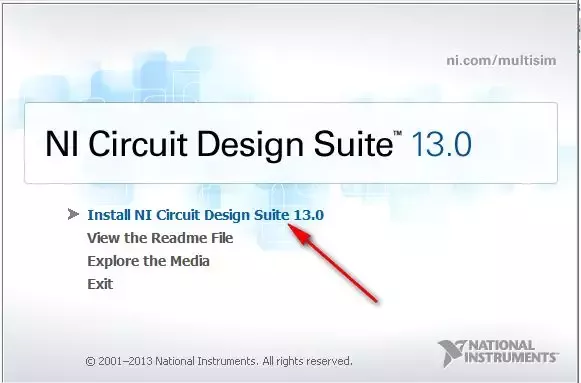 ni.com/multisim
NI Circuit Design Suite™ 13.0
Install NI Circuit Design Suite 13.0
View the Readme File
Explore the Media
Exit
© 2001–2013 National Instruments. All rights reserved.
NATIONAL
INSTRUMENTS™